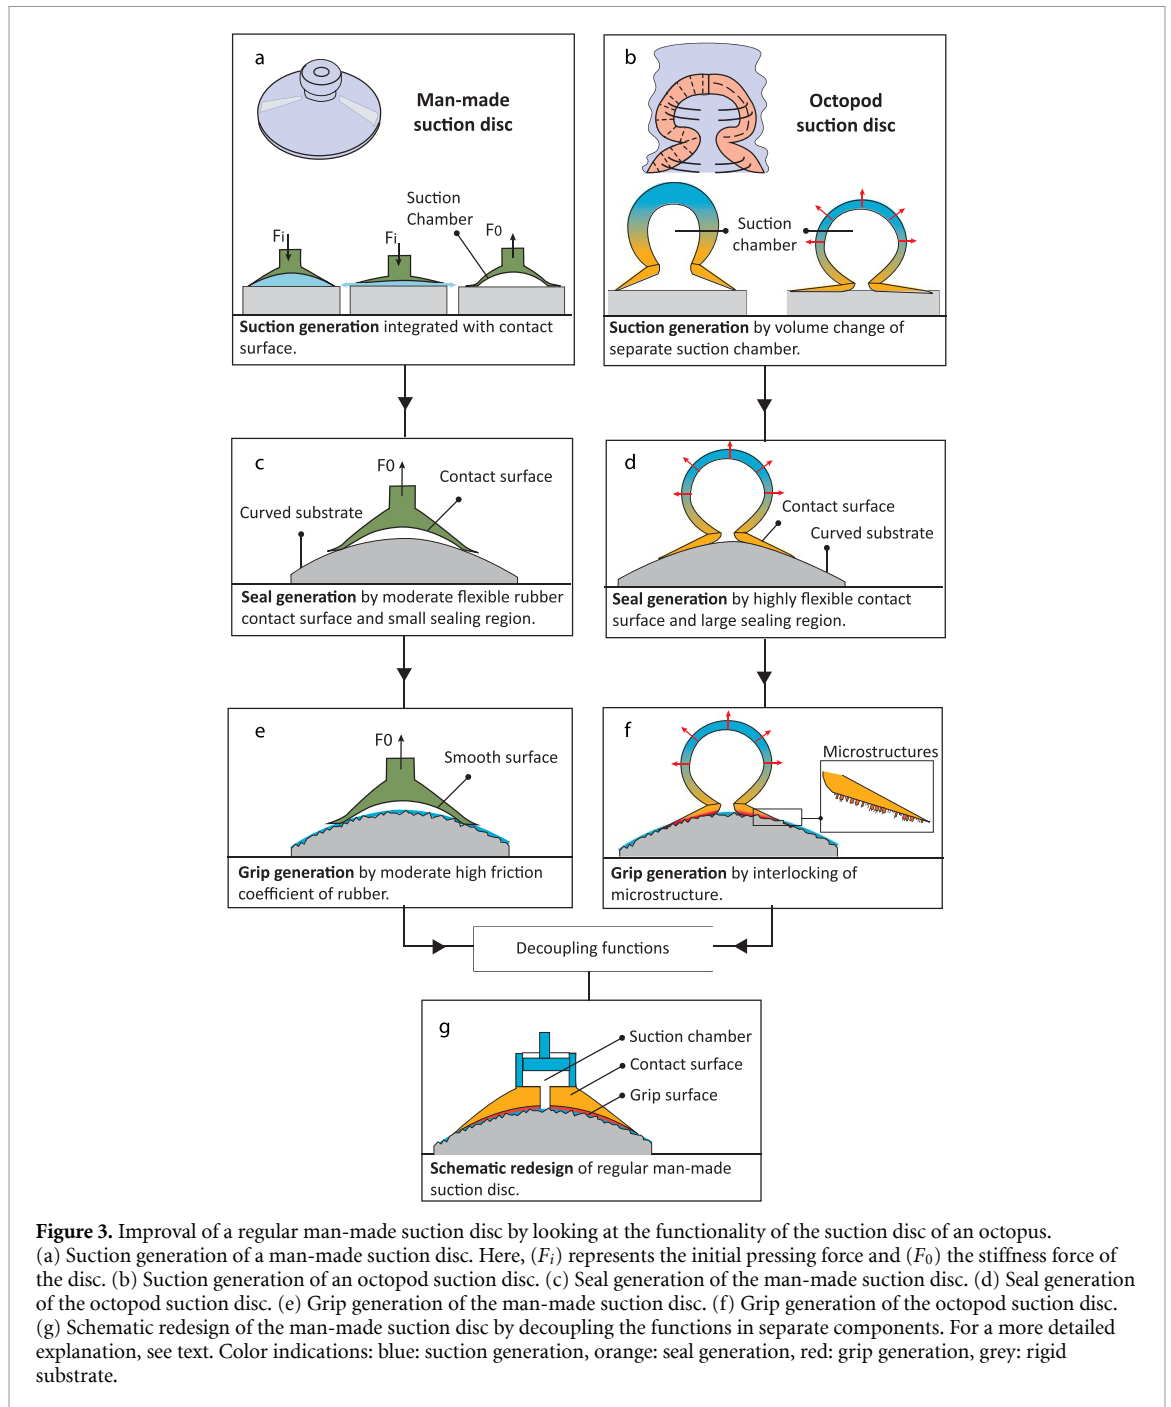 a
Man-made
suction disc
Suction
Chamber
Fi
Fi
F0
Suction generation integrated with contact
surface.
b
Octopod
suction disc
Suction
chamber
Suction generation by volume change of
separate suction chamber.
c
F0
Contact surface
Curved substrate
Seal generation by moderate flexible rubber
contact surface and small sealing region.
d
Contact surface
Curved substrate
Seal generation by highly flexible contact
surface and large sealing region.
e
F0
Smooth surface
Grip generation by moderate high friction
coefficient of rubber.
f
Microstructures
Grip generation by interlocking of
microstructure.
Decoupling functions
g
Suction chamber
Contact surface
Grip surface
Schematic redesign of regular man-made
suction disc.
Figure 3. Improval of a regular man-made suction disc by looking at the functionality of the suction disc of an octopus.
(a) Suction generation of a man-made suction disc. Here, (Fi) represents the initial pressing force and (F0) the stiffness force of
the disc. (b) Suction generation of an octopod suction disc. (c) Seal generation of the man-made suction disc. (d) Seal generation
of the octopod suction disc. (e) Grip generation of the man-made suction disc. (f) Grip generation of the octopod suction disc.
(g) Schematic redesign of the man-made suction disc by decoupling the functions in separate components. For a more detailed
explanation, see text. Color indications: blue: suction generation, orange: seal generation, red: grip generation, grey: rigid
substrate.